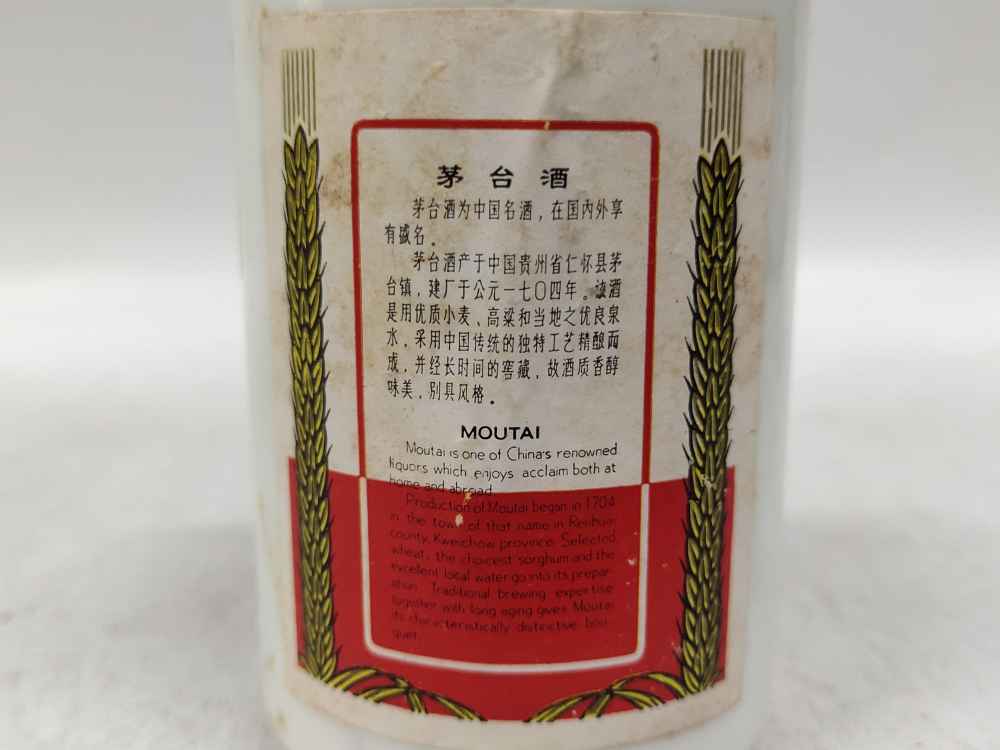 茅台酒
茅台酒为中国名酒，在国内外享
有盛名。
茅台酒产于中国贵州省仁怀县茅
台镇，建厂于公元一七〇四年。该酒
是用优质小麦、高粱和当地之优良泉
水，采用中国传统的独特工艺精酿而
成，并经长时间的窖藏，故酒质香醇
味美，别具风格。
MOUTAI
Moutai is one of China's renowned
liquors which enjoys acclaim both at
home and abroad.
Production of Moutai began in 1704
in the town of that name in Renhuai
county, Kweichow province. Selected
wheat, the choicest sorghum and the
excellent local water go into its prepar-
ation. Traditional brewing expertise
together with long aging gives Moutai
its characteristically distinctive bou-
quet.